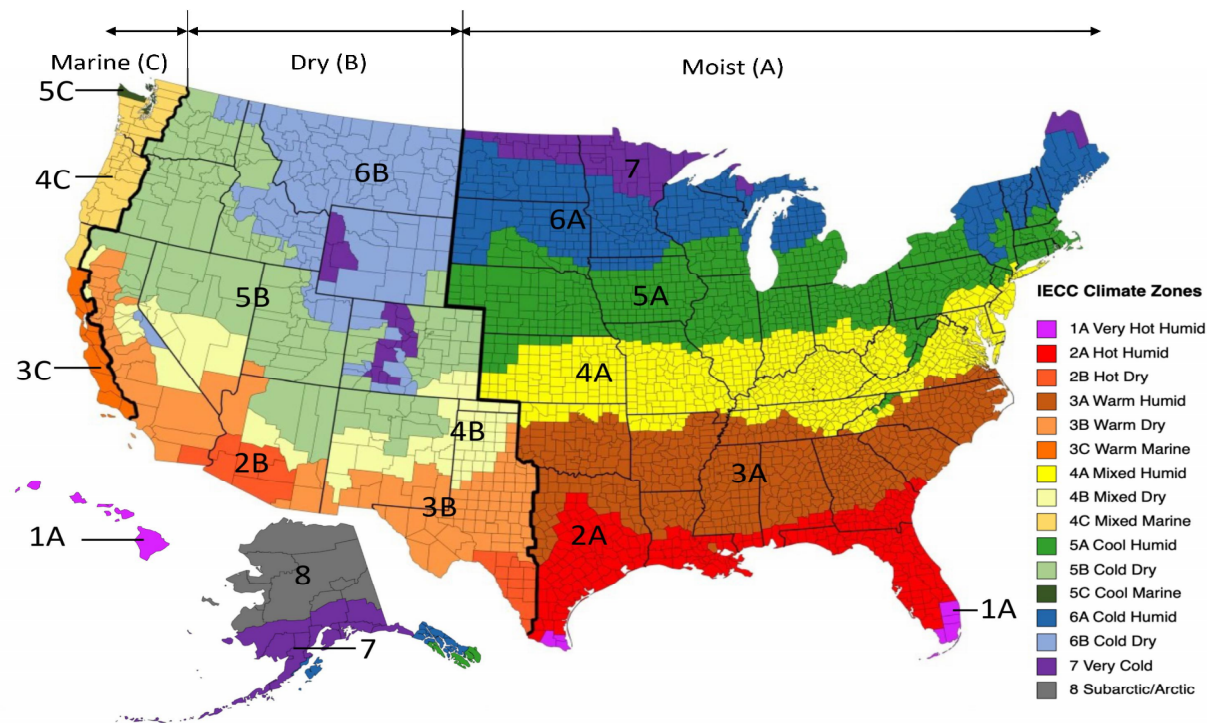 Marine (C)
Dry (B)
Moist (A)
5C
4C
6B
7
6A
5B
5A
3C
4A
4B
2B
3B
3A
2A
1A
8
7
1A
IECC Climate Zones
1A Very Hot Humid
2A Hot Humid
2B Hot Dry
3A Warm Humid
3B Warm Dry
3C Warm Marine
4A Mixed Humid
4B Mixed Dry
4C Mixed Marine
5A Cool Humid
5B Cold Dry
5C Cool Marine
6A Cold Humid
6B Cold Dry
7 Very Cold
8 Subarctic/Arctic